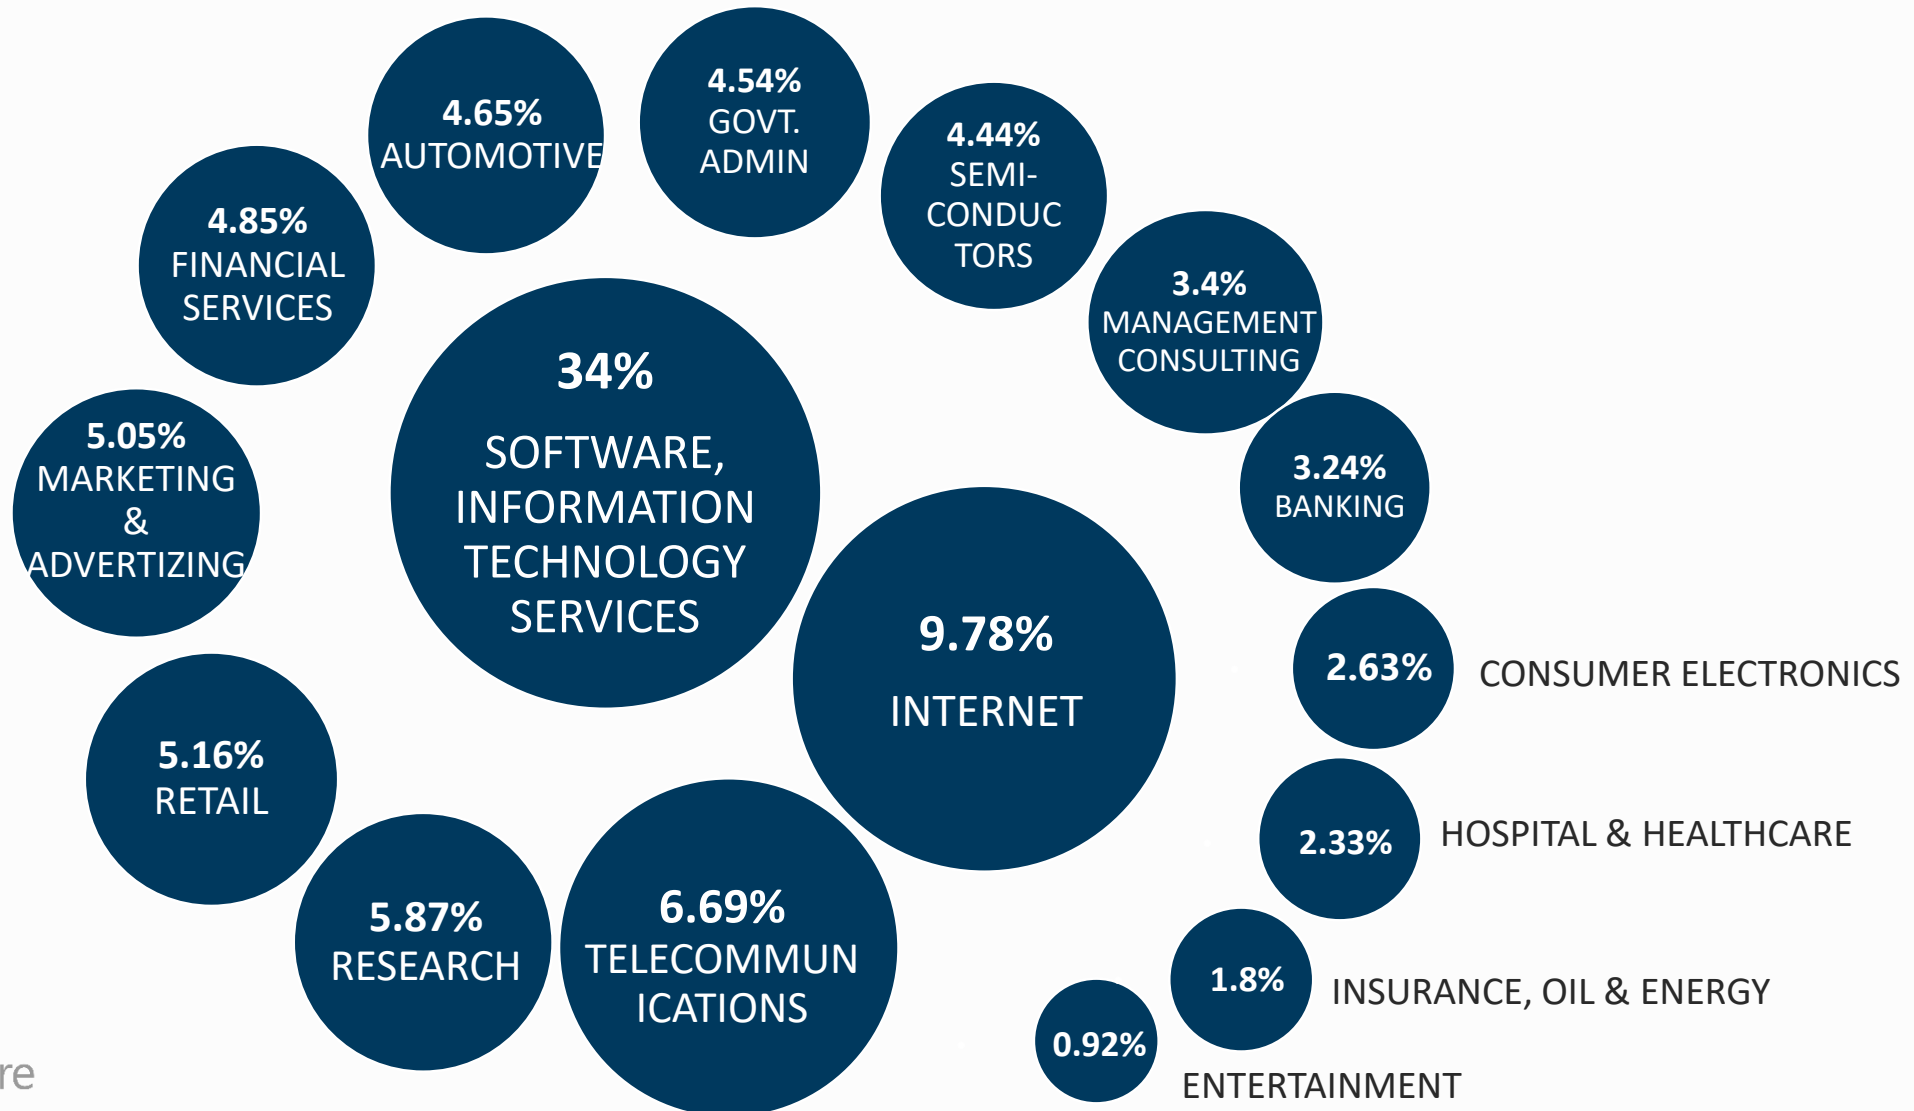 4.54%
GOVT.
ADMIN
4.65%
AUTOMOTIVE
4.44%
SEMI-
CONDUC
TORS
4.85%
FINANCIAL
SERVICES
3.4%
MANAGEMENT
CONSULTING
34%
SOFTWARE,
INFORMATION
TECHNOLOGY
SERVICES
5.05%
MARKETING
&
ADVERTIZING
3.24%
BANKING
9.78%
INTERNET
2.63%
CONSUMER ELECTRONICS
5.16%
RETAIL
2.33%
HOSPITAL & HEALTHCARE
5.87%
RESEARCH
6.69%
TELECOMMUN
ICATIONS
1.8%
INSURANCE, OIL & ENERGY
0.92%
ENTERTAINMENT
re